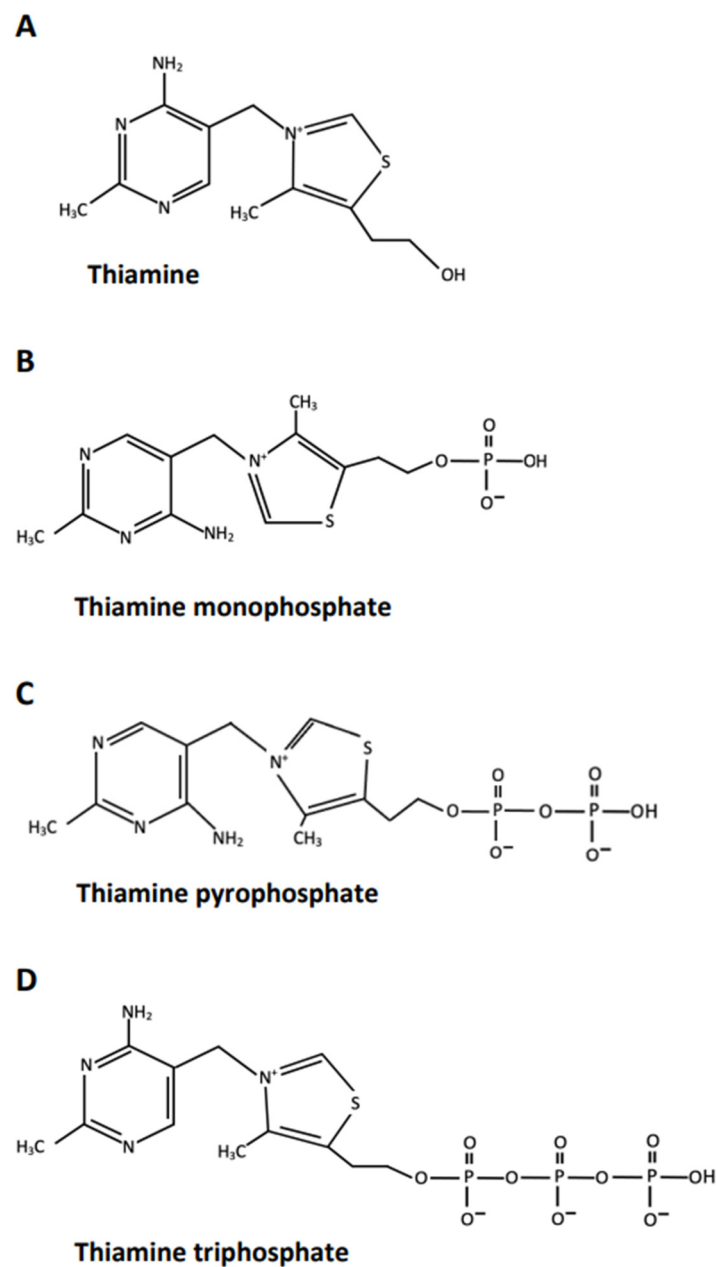 A
NH₂
N
N⁺
S
H₃C
N
H₃C
OH
Thiamine
B
CH₃
O
N
N⁺
O
P
OH
S
O⁻
H₃C
N
NH₂
Thiamine monophosphate
C
N
S
N⁺
O
O
O
P
O
P
OH
H₃C
N
NH₂
CH₃
O⁻
O⁻
Thiamine pyrophosphate
D
NH₂
N
N⁺
S
H₃C
N
H₃C
O
O
O
O
P
O
P
O
P
OH
O⁻
O⁻
O⁻
Thiamine triphosphate